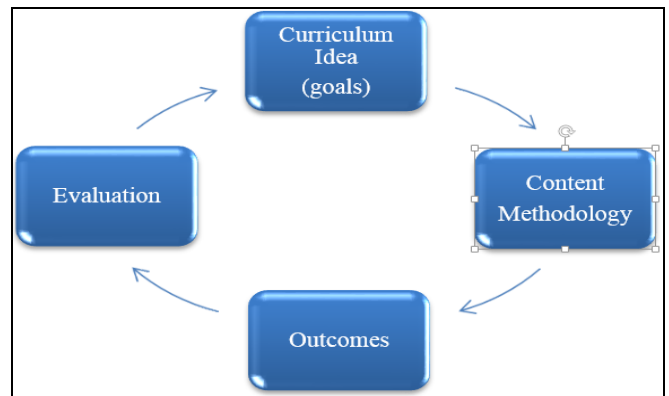 Curriculum
Idea
(goals)
Content
Methodology
Outcomes
Evaluation